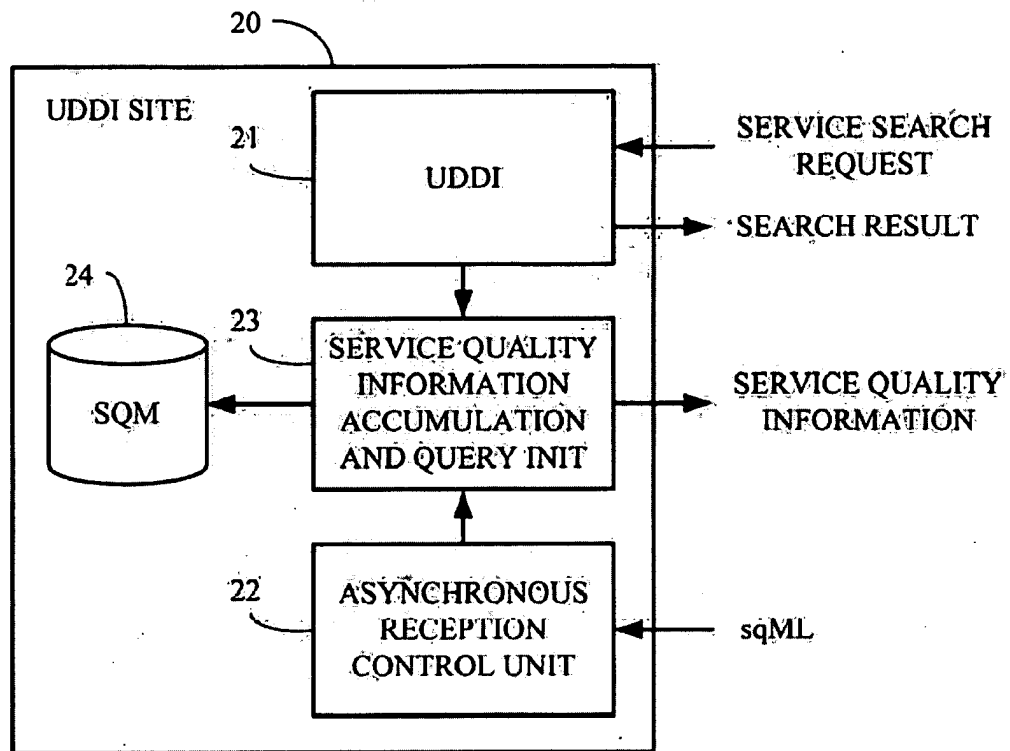 20
UDDI SITE
21
UDDI
SERVICE SEARCH
REQUEST
SEARCH RESULT
24
SQM
23
SERVICE QUALITY
INFORMATION
ACCUMULATION
AND QUERY INIT
SERVICE QUALITY
INFORMATION
22
ASYNCHRONOUS
RECEPTION
CONTROL UNIT
sqML